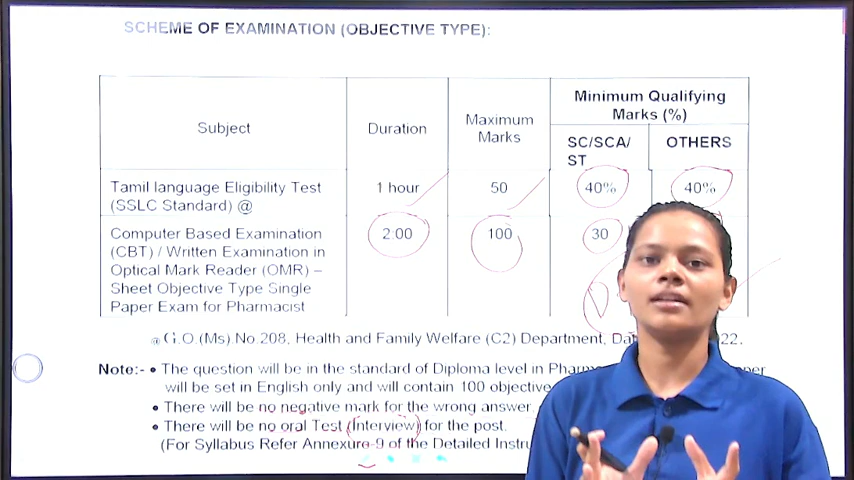 SCHEME OF EXAMINATION (OBJECTIVE TYPE):
Subject
Duration
Maximum
Marks
Minimum Qualifying
Marks (%)
SC/SCA/
ST
OTHERS
Tamil language Eligibility Test
(SSLC Standard) @
1 hour
50
40%
40%
Computer Based Examination
(CBT) / Written Examination in
Optical Mark Reader (OMR) –
Sheet Objective Type Single
Paper Exam for Pharmacist
2:00
100
30
@ G.O.(Ms).No.208, Health and Family Welfare (C2) Department, 22.
Note:- • The question will be in the standard of Diploma level in
will be set in English only and will contain 100 objective
• There will be no negative mark for the wrong answer.
• There will be no oral Test (Interview) for the post.
(For Syllabus Refer Annexure-9 of the Detailed